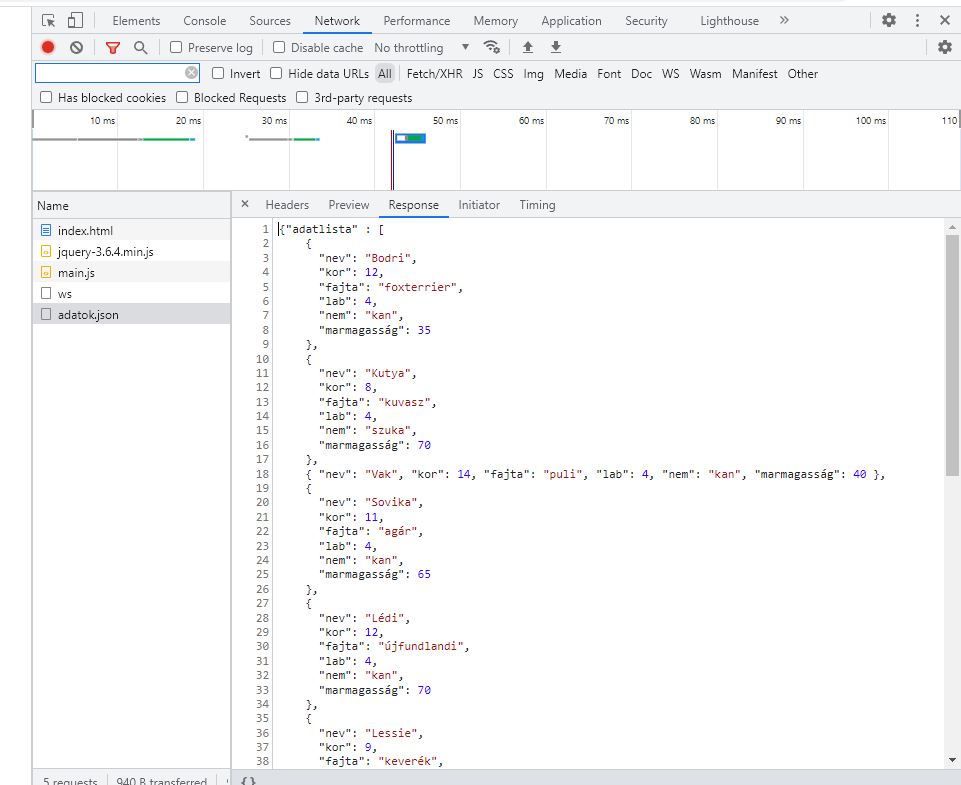 Elements Console Sources Network Performance Memory Application Security Lighthouse »
Preserve log Disable cache No throttling
Invert Hide data URLs All Fetch/XHR JS CSS Img Media Font Doc WS Wasm Manifest Other
Has blocked cookies Blocked Requests 3rd-party requests
10 ms 20 ms 30 ms 40 ms 50 ms 60 ms 70 ms 80 ms 90 ms 100 ms 110
Name
index.html
jquery-3.6.4.min.js
main.js
ws
adatok.json
5 requests 940 B transferred
× Headers Preview Response Initiator Timing
1 {"adatlista" : [
2 {
3 "nev": "Bodri",
4 "kor": 12,
5 "fajta": "foxterrier",
6 "lab": 4,
7 "nem": "kan",
8 "marmagasság": 35
9 },
10 {
11 "nev": "Kutya",
12 "kor": 8,
13 "fajta": "kuvasz",
14 "lab": 4,
15 "nem": "szuka",
16 "marmagasság": 70
17 },
18 { "nev": "Vak", "kor": 14, "fajta": "puli", "lab": 4, "nem": "kan", "marmagasság": 40 },
19 {
20 "nev": "Sovika",
21 "kor": 11,
22 "fajta": "agár",
23 "lab": 4,
24 "nem": "kan",
25 "marmagasság": 65
26 },
27 {
28 "nev": "Lédi",
29 "kor": 12,
30 "fajta": "újfundlandi",
31 "lab": 4,
32 "nem": "kan",
33 "marmagasság": 70
34 },
35 {
36 "nev": "Lessie",
37 "kor": 9,
38 "fajta": "keverék",
{}